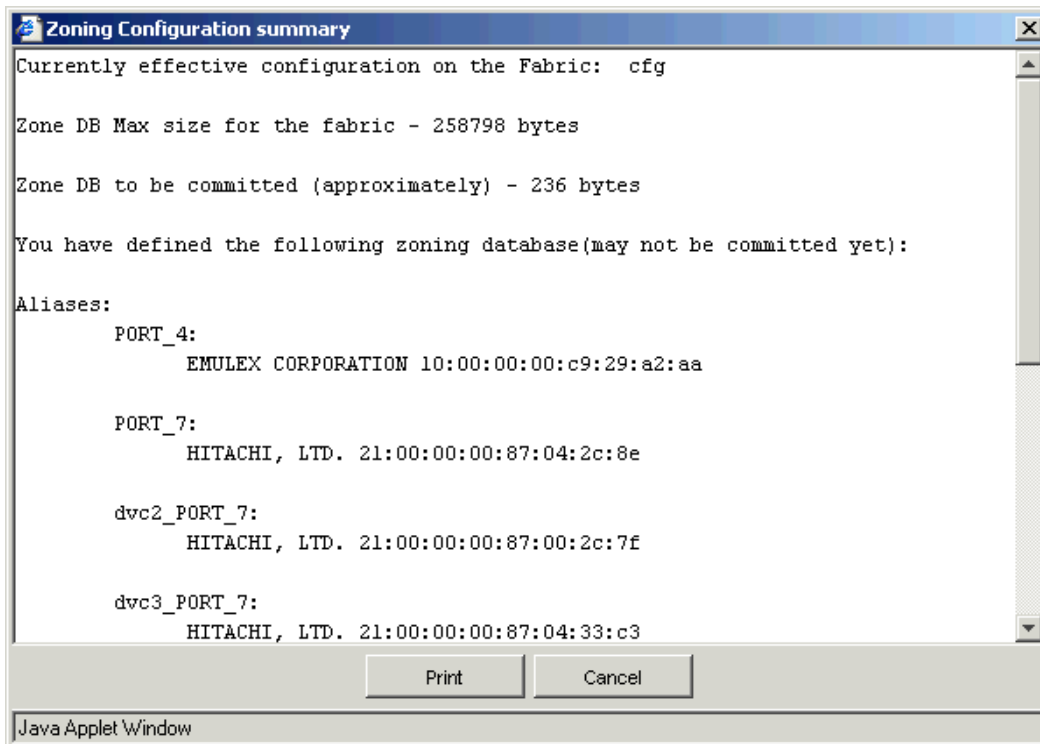 Zoning Configuration summary
Currently effective configuration on the Fabric:  cfg
Zone DB Max size for the fabric - 258798 bytes
Zone DB to be committed (approximately) - 236 bytes
You have defined the following zoning database(may not be committed yet):
Aliases:
PORT_4:
EMULEX CORPORATION 10:00:00:00:c9:29:a2:aa
PORT_7:
HITACHI, LTD. 21:00:00:00:87:04:2c:8e
dvc2_PORT_7:
HITACHI, LTD. 21:00:00:00:87:00:2c:7f
dvc3_PORT_7:
HITACHI, LTD. 21:00:00:00:87:04:33:c3
Print Cancel
Java Applet Window